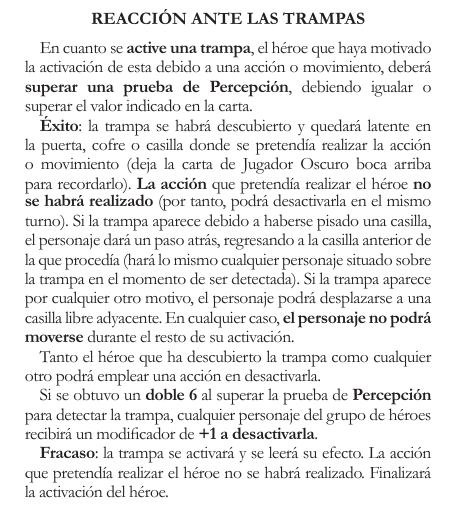 REACCIÓN ANTE LAS TRAMPAS
En cuanto se active una trampa, el héroe que haya motivado
la activación de esta debido a una acción o movimiento, deberá
superar una prueba de Percepción, debiendo igualar o
superar el valor indicado en la carta.
Éxito: la trampa se habrá descubierto y quedará latente en
la puerta, cofre o casilla donde se pretendía realizar la acción
o movimiento (deja la carta de Jugador Oscuro boca arriba
para recordarlo). La acción que pretendía realizar el héroe no
se habrá realizado (por tanto, podrá desactivarla en el mismo
turno). Si la trampa aparece debido a haberse pisado una casilla,
el personaje dará un paso atrás, regresando a la casilla anterior de
la que procedía (hará lo mismo cualquier personaje situado sobre
la trampa en el momento de ser detectada). Si la trampa aparece
por cualquier otro motivo, el personaje podrá desplazarse a una
casilla libre adyacente. En cualquier caso, el personaje no podrá
moverse durante el resto de su activación.
Tanto el héroe que ha descubierto la trampa como cualquier
otro podrá emplear una acción en desactivarla.
Si se obtuvo un doble 6 al superar la prueba de Percepción
para detectar la trampa, cualquier personaje del grupo de héroes
recibirá un modificador de +1 a desactivarla.
Fracaso: la trampa se activará y se leerá su efecto. La acción
que pretendía realizar el héroe no se habrá realizado. Finalizará
la activación del héroe.